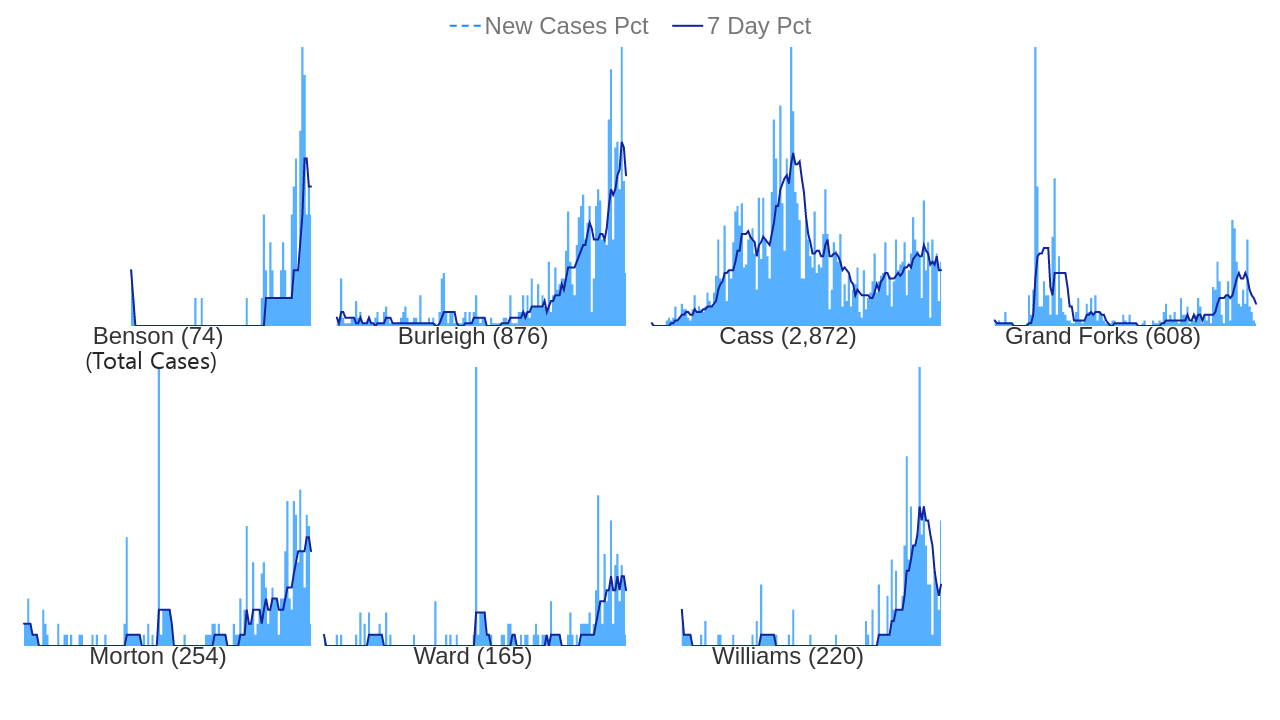 New Cases Pct 7 Day Pct
Benson (74) Burleigh (876) Cass (2,872) Grand Forks (608)
(Total Cases)
Morton (254) Ward (165) Williams (220)